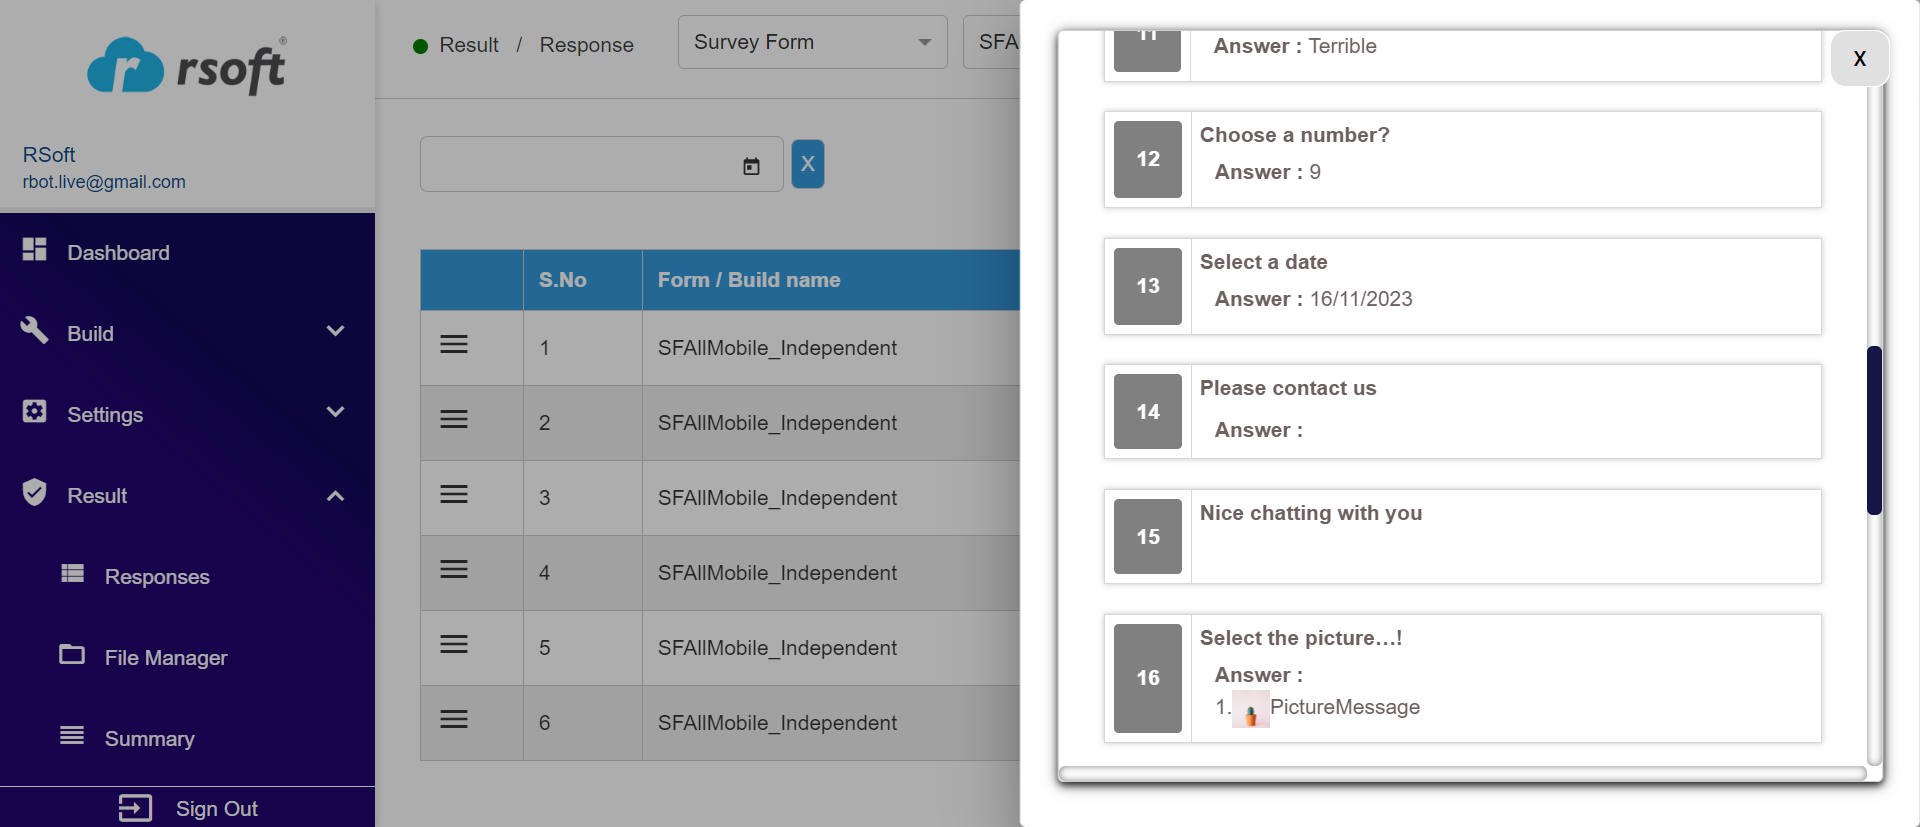 rsoft®
RSoft
rbot.live@gmail.com
Dashboard
Build
Settings
Result
Responses
File Manager
Summary
Sign Out
Result / Response
Survey Form
SFA
X
S.No
Form / Build name
1 SFAllMobile_Independent
2 SFAllMobile_Independent
3 SFAllMobile_Independent
4 SFAllMobile_Independent
5 SFAllMobile_Independent
6 SFAllMobile_Independent
X
11
Answer : Terrible
12
Choose a number?
Answer : 9
13
Select a date
Answer : 16/11/2023
14
Please contact us
Answer :
15
Nice chatting with you
16
Select the picture...!
Answer :
1. PictureMessage